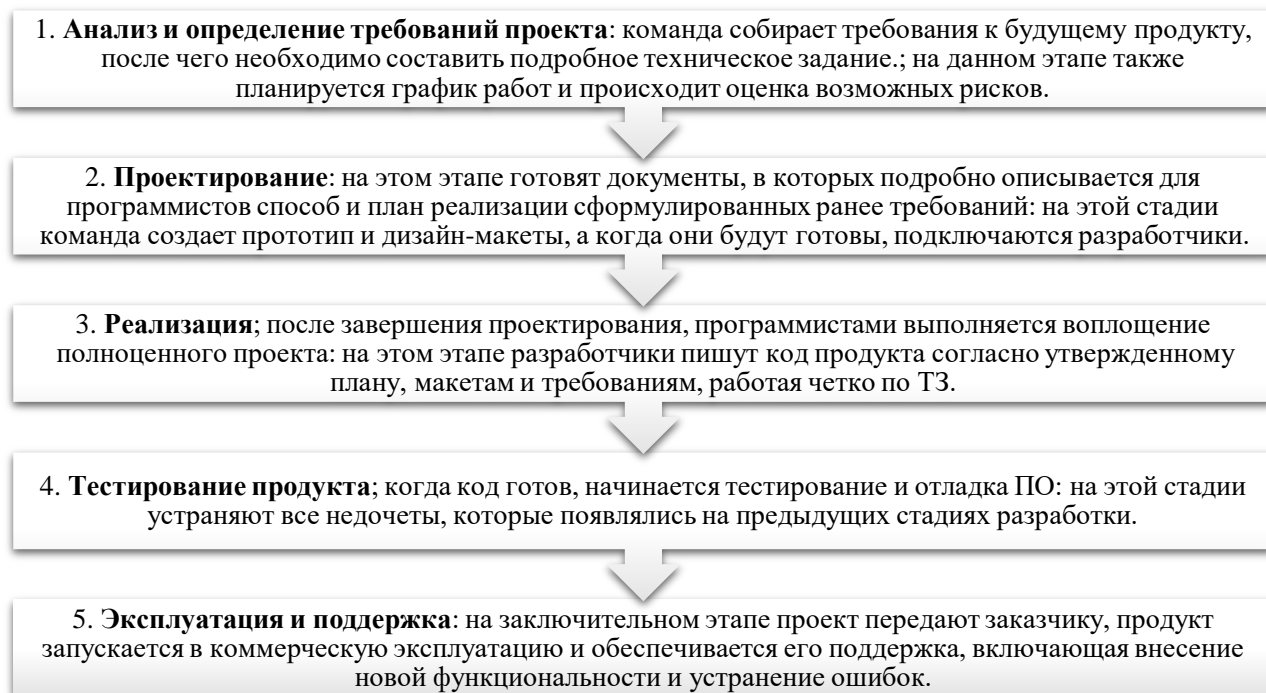 1. Анализ и определение требований проекта: команда собирает требования к будущему продукту,
после чего необходимо составить подробное техническое задание.; на данном этапе также
планируется график работ и происходит оценка возможных рисков.
2. Проектирование: на этом этапе готовят документы, в которых подробно описывается для
программистов способ и план реализации сформулированных ранее требований: на этой стадии
команда создает прототип и дизайн-макеты, а когда они будут готовы, подключаются разработчики.
3. Реализация; после завершения проектирования, программистами выполняется воплощение
полноценного проекта: на этом этапе разработчики пишут код продукта согласно утвержденному
плану, макетам и требованиям, работая четко по ТЗ.
4. Тестирование продукта; когда код готов, начинается тестирование и отладка ПО: на этой стадии
устраняют все недочеты, которые появлялись на предыдущих стадиях разработки.
5. Эксплуатация и поддержка: на заключительном этапе проект передают заказчику, продукт
запускается в коммерческую эксплуатацию и обеспечивается его поддержка, включающая внесение
новой функциональности и устранение ошибок.